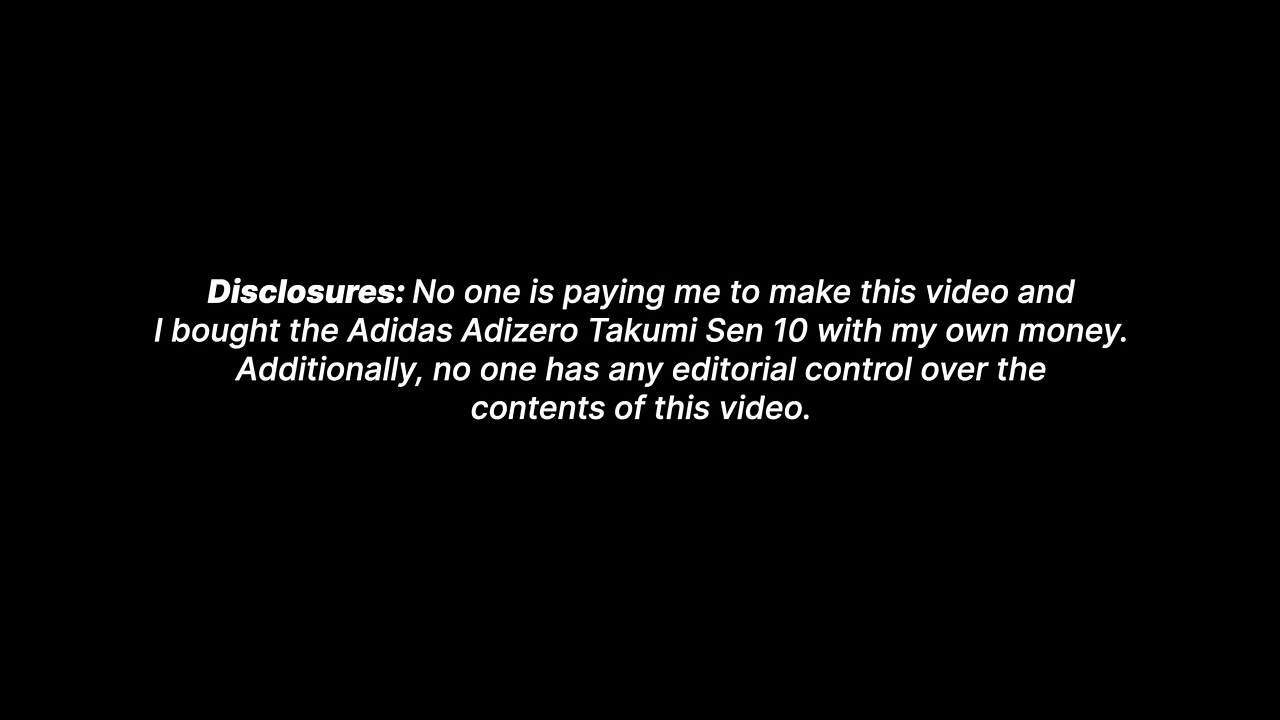 Disclosures: No one is paying me to make this video and
I bought the Adidas Adizero Takumi Sen 10 with my own money.
Additionally, no one has any editorial control over the
contents of this video.